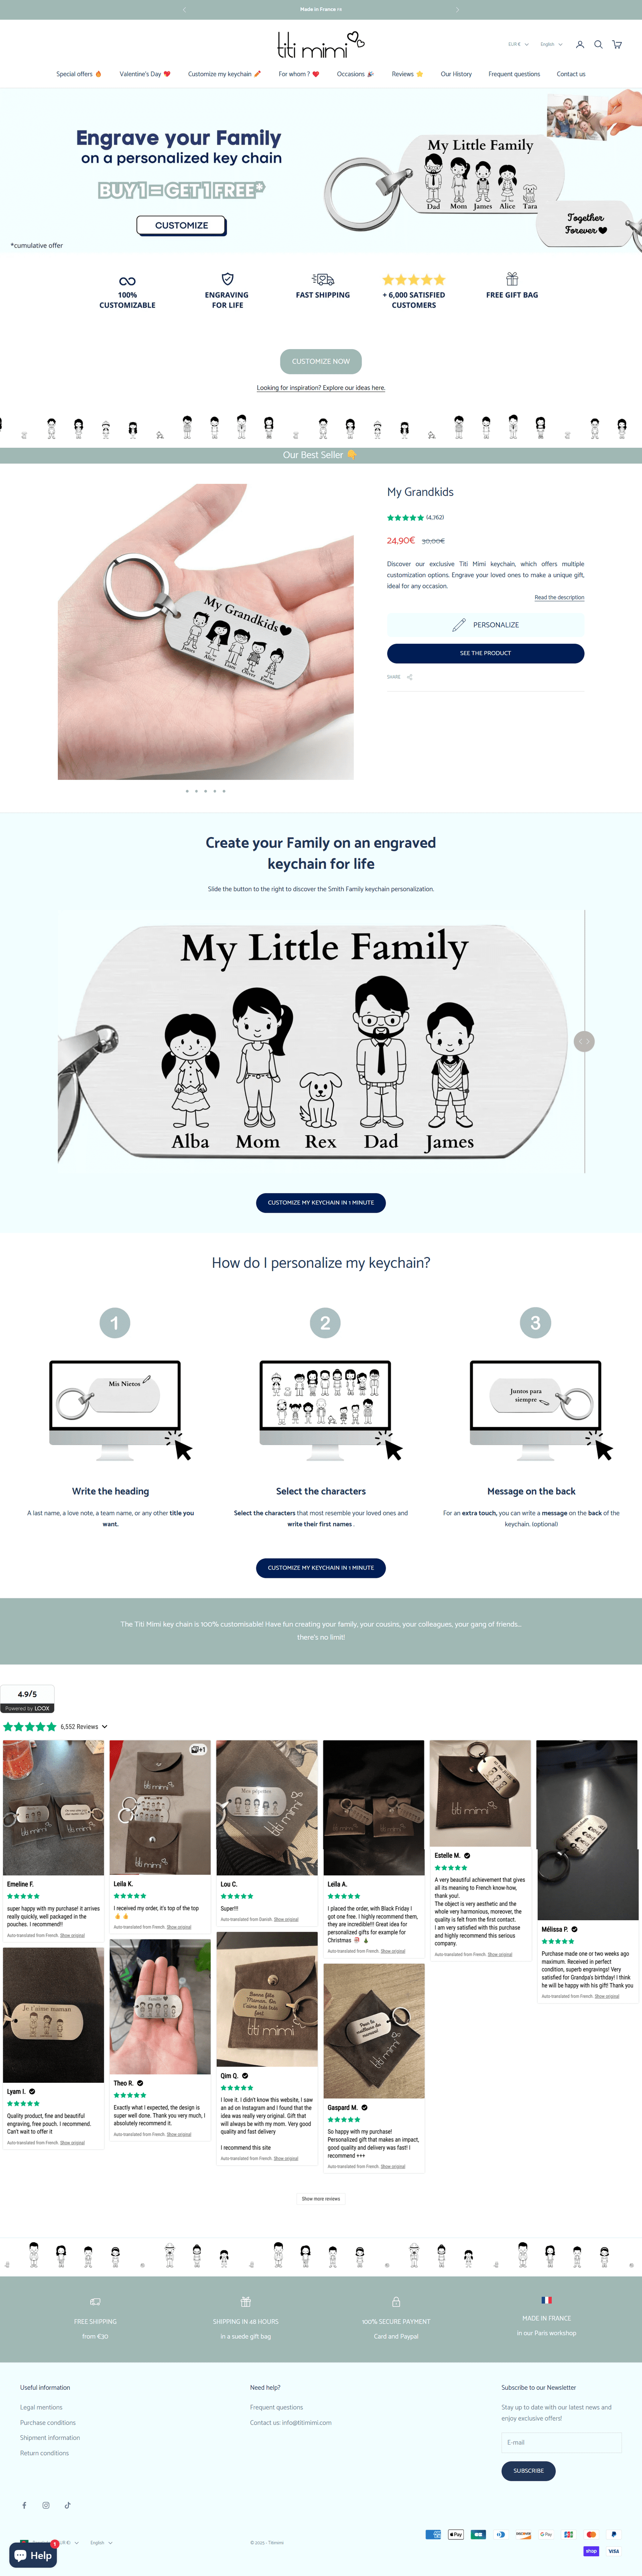 Made in France
titi mimi
EUR €
English
Special offers
Valentine's Day
Customize my keychain
For whom ?
Occasions
Reviews
Our History
Frequent questions
Contact us
Engrave your Family
on a personalized key chain
BUY 1 = GET 1 FREE*
CUSTOMIZE
*cumulative offer
My Little Family
Dad Mom James Alice Tara
Together
Forever
100%
CUSTOMIZABLE
ENGRAVING
FOR LIFE
FAST SHIPPING
+ 6,000 SATISFIED
CUSTOMERS
FREE GIFT BAG
CUSTOMIZE NOW
Looking for inspiration? Explore our ideas here.
Our Best Seller
My Grandkids
My Grandkids
(4,762)
24,90€ 30,00€
Discover our exclusive Titi Mimi keychain, which offers multiple
customization options. Engrave your loved ones to make a unique gift,
ideal for any occasion.
Read the description
PERSONALIZE
SEE THE PRODUCT
SHARE
Create your Family on an engraved
keychain for life
Slide the button to the right to discover the Smith Family keychain personalization.
My Little Family
Alba Mom Rex Dad James
CUSTOMIZE MY KEYCHAIN IN 1 MINUTE
How do I personalize my keychain?
1
2
3
Mis Nietos
Juntos para
siempre
Write the heading
A last name, a love note, a team name, or any other title you
want.
Select the characters
Select the characters that most resemble your loved ones and
write their first names .
Message on the back
For an extra touch, you can write a message on the back of the
keychain. (optional)
CUSTOMIZE MY KEYCHAIN IN 1 MINUTE
The Titi Mimi key chain is 100% customisable! Have fun creating your family, your cousins, your colleagues, your gang of friends,..
there's no limit!
4.9/5
Powered by LOOX
6,552 Reviews
Emeline F.
super happy with my purchase! it arrives
really quickly, well packaged in the
pouches. I recommend!!
Auto-translated from French. Show original
Je t'aime maman
Lyam I.
Quality product, fine and beautiful
engraving, free pouch. I recommend.
Can't wait to offer it
Auto-translated from French. Show original
+1
titi mimi
titi mimi
Leila K.
I received my order, it's top of the top
Auto-translated from French. Show original
Theo R.
Exactly what I expected, the design is
super well done. Thank you very much, I
absolutely recommend it.
Auto-translated from French. Show original
titi mimi
Lou C.
Super!!!
Auto-translated from Danish. Show original
Bonne fête
Maman. On
t'aime très très
fort
titi mimi
Qim Q.
I love it. I didn't know this website, I saw
an ad on Instagram and I found that the
idea was really very original. Gift that
will always be with my mom. Very good
quality and fast delivery
I recommend this site
Auto-translated from French. Show original
Leila A.
I placed the order, with Black Friday I
got one free. I highly recommend them,
they are incredible!!! Great idea for
personalized gifts for example for
Christmas
Auto-translated from French. Show original
titi mimi
Gaspard M.
So happy with my purchase!
Personalized gift that makes an impact,
good quality and delivery was fast! I
recommend +++
Auto-translated from French. Show original
titi mimi
Estelle M.
A very beautiful achievement that gives
all its meaning to French know-how,
thank you!.
The object is very aesthetic and the
whole very harmonious, moreover, the
quality is felt from the first contact.
I am very satisfied with this purchase
and highly recommend this serious
company.
Auto-translated from French. Show original
Mélissa P.
Purchase made one or two weeks ago
maximum. Received in perfect
condition, superb engravings! Very
satisfied for Grandpa's birthday! I think
he will be happy with his gift! Thank you
Auto-translated from French. Show original
Show more reviews
FREE SHIPPING
from €30
SHIPPING IN 48 HOURS
in a suede gift bag
100% SECURE PAYMENT
Card and Paypal
MADE IN FRANCE
in our Paris workshop
Useful information
Legal mentions
Purchase conditions
Shipment information
Return conditions
Need help?
Frequent questions
Contact us: info@titimimi.com
Subscribe to our Newsletter
Stay up to date with our latest news and
enjoy exclusive offers!
E-mail
SUBSCRIBE
English
Help
1
© 2025 - Titimimi
Apple Pay
DISCOVER
G Pay
shop
VISA